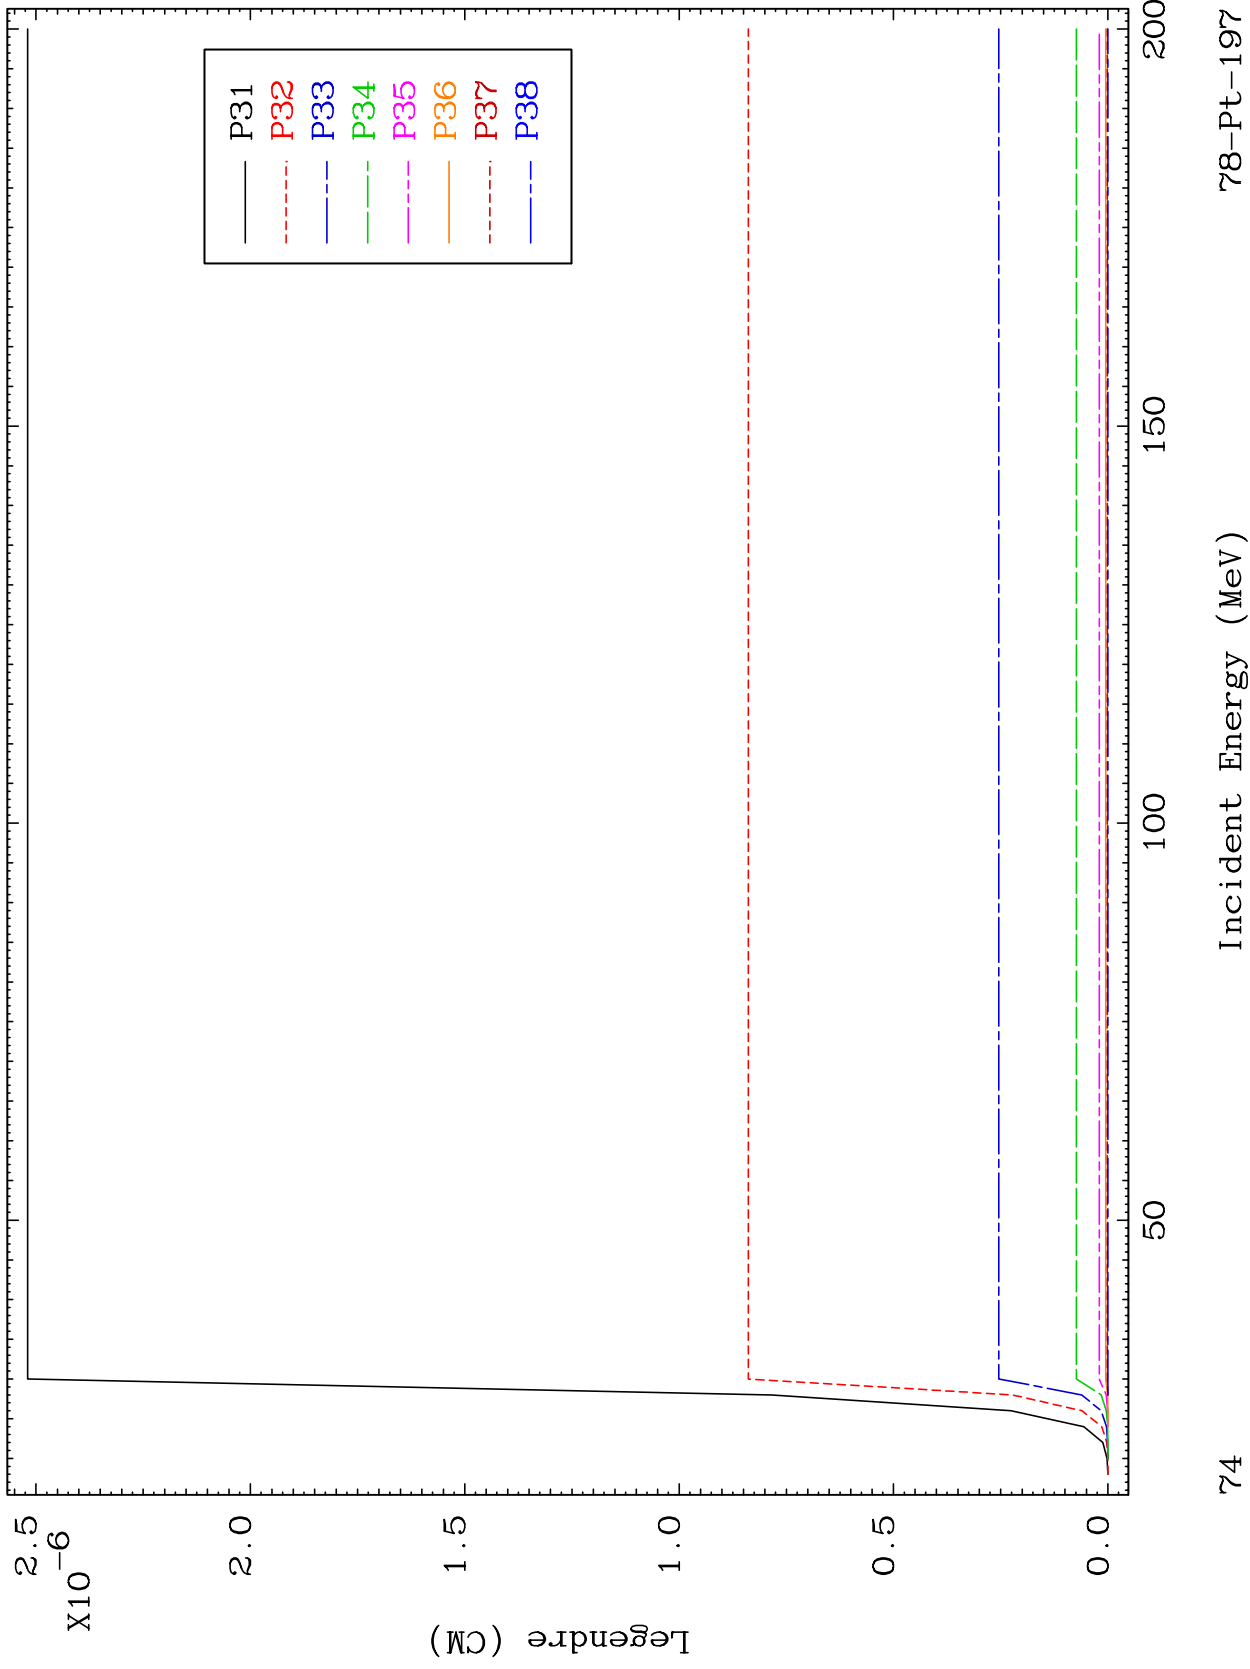 2.5
X10-6
2.0
1.5
1.0
0.5
0.0
Legendre (CM)
P31
P32
P33
P34
P35
P36
P37
P38
50
100
150
200
Incident Energy (MeV)
74
78-Pt-197